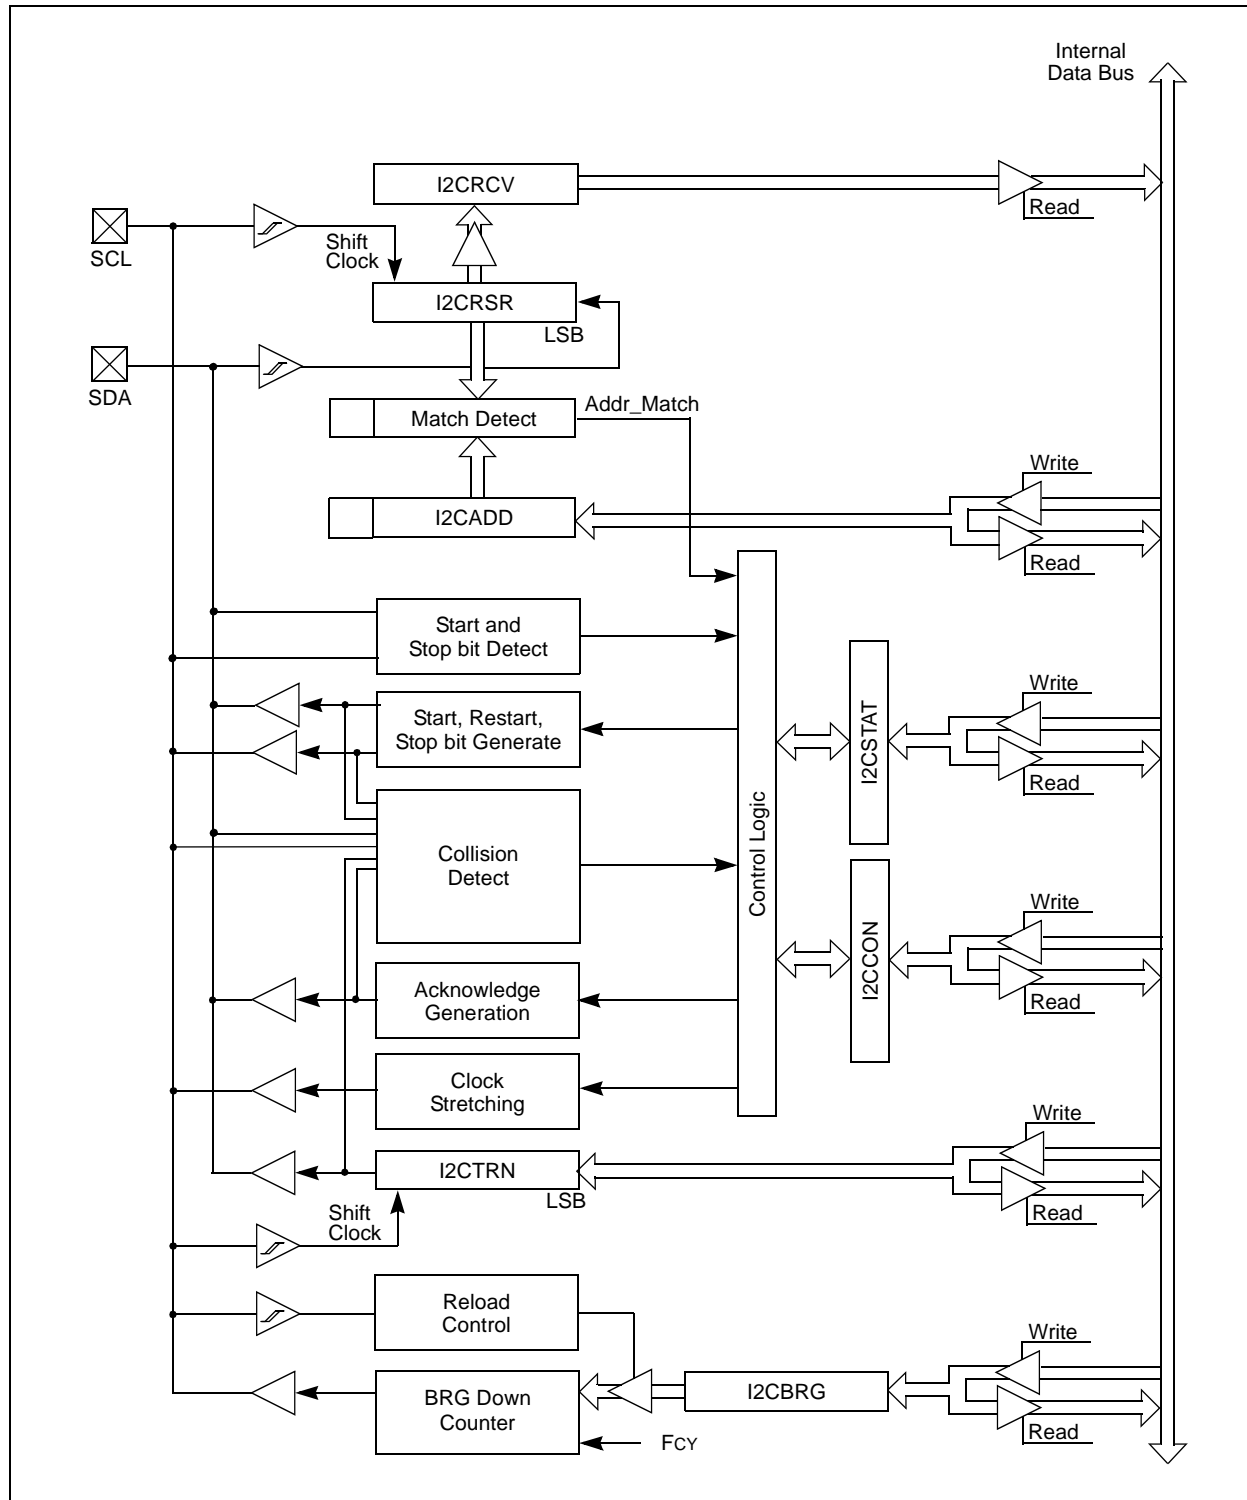 Internal
Data Bus
I2CRCV
Read
SCL
Shift
Clock
I2CRSR
LSB
SDA
Match Detect
Addr_Match
Write
I2CADD
Read
Start and
Stop bit Detect
Write
Start, Restart,
Stop bit Generate
I2CSTAT
Read
Control Logic
Collision
Detect
Write
I2CCON
Acknowledge
Generation
Read
Clock
Stretching
Write
I2CTRN
LSB
Shift
Clock
Read
Reload
Control
Write
I2CBRG
BRG Down
Counter
FCY
Read